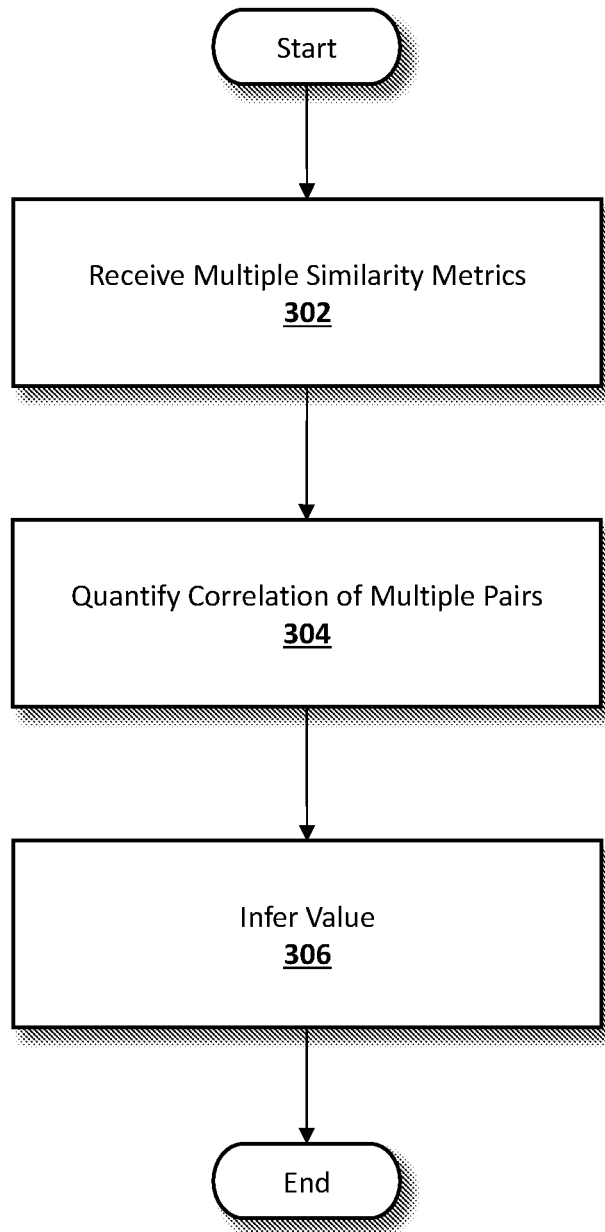 Start
Receive Multiple Similarity Metrics
302
Quantify Correlation of Multiple Pairs
304
Infer Value
306
End